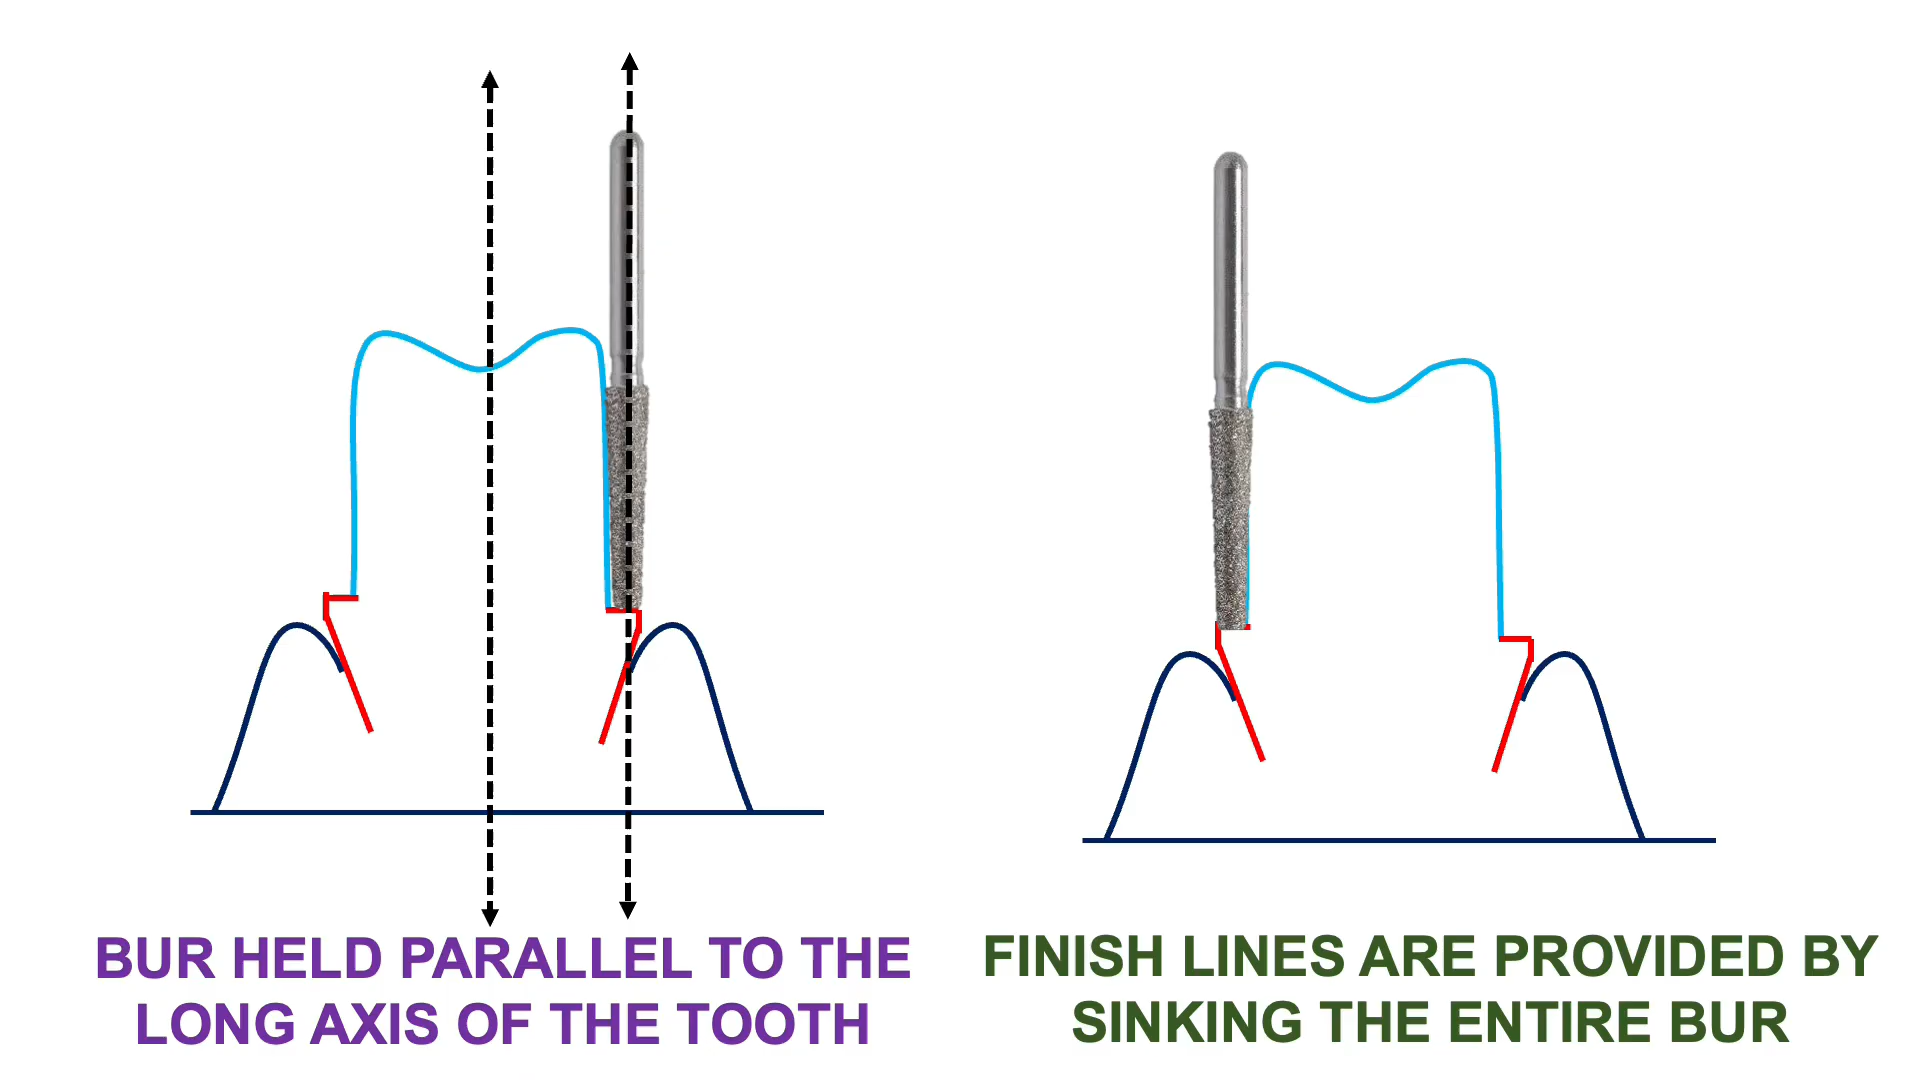 BUR HELD PARALLEL TO THE
LONG AXIS OF THE TOOTH
FINISH LINES ARE PROVIDED BY
SINKING THE ENTIRE BUR